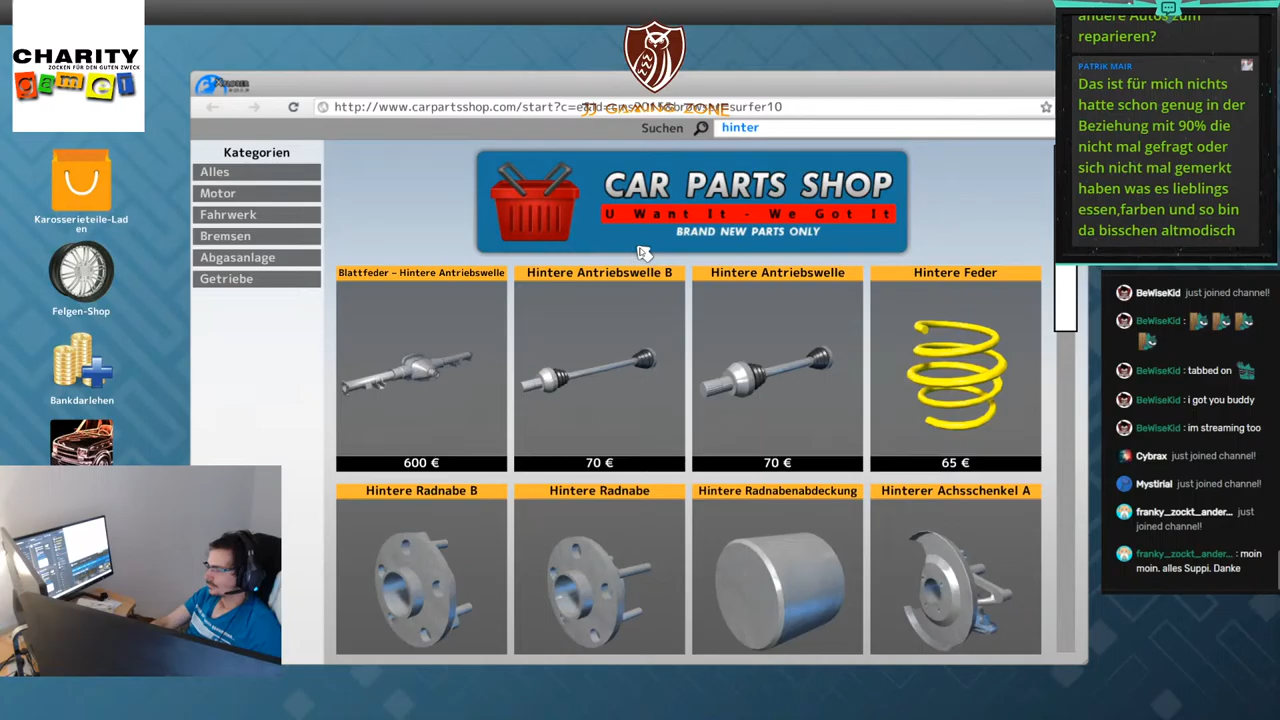 CHARITY
ZOCKEN FÜR DEN GUTEN ZWECK
gamel
Karosserieteile-Lad
en
Felgen-Shop
Bankdarlehen
http://www.carpartsshop.com/start?c=
surfer10
JJ GAMING ZONE
Suchen
hinter
Kategorien
Alles
Motor
Fahrwerk
Bremsen
Abgasanlage
Getriebe
CAR PARTS SHOP
U Want It - We Got It
BRAND NEW PARTS ONLY
Blattfeder - Hintere Antriebswelle
Hintere Antriebswelle B
Hintere Antriebswelle
Hintere Feder
600 €
70 €
70 €
65 €
Hintere Radnabe B
Hintere Radnabe
Hintere Radnabenabdeckung
Hinterer Achsschenkel A
andere Autos zum
reparieren?
PATRIK MAIR
Das ist für mich nichts
hatte schon genug in der
Beziehung mit 90% die
nicht mal gefragt oder
sich nicht mal gemerkt
haben was es lieblings
essen,farben und so bin
da bisschen altmodisch
BeWiseKid just joined channel!
BeWiseKid :
BeWiseKid : tabbed on
BeWiseKid : i got you buddy
BeWiseKid : im streaming too
Cybrax just joined channel!
Mystirial just joined channel!
franky_zockt_ander... just
joined channel!
franky_zockt_ander... : moin
moin. alles Suppi. Danke